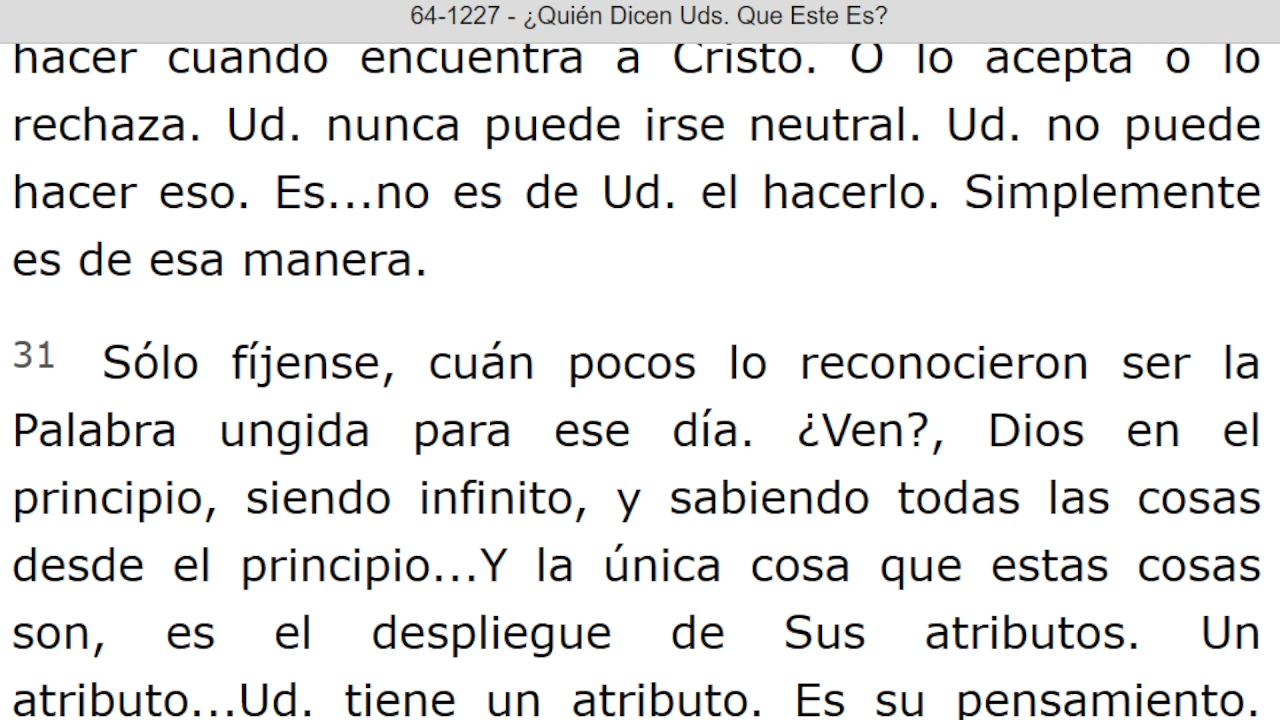 64-1227 - ¿Quién Dicen Uds. Que Este Es?
hacer cuando encuentra a Cristo. O lo acepta o lo
rechaza. Ud. nunca puede irse neutral. Ud. no puede
hacer eso. Es...no es de Ud. el hacerlo. Simplemente
es de esa manera.
31 Sólo fíjense, cuán pocos lo reconocieron ser la
Palabra ungida para ese día. ¿Ven?, Dios en el
principio, siendo infinito, y sabiendo todas las cosas
desde el principio...Y la única cosa que estas cosas
son, es el despliegue de Sus atributos. Un
atributo...Ud. tiene un atributo. Es su pensamiento.